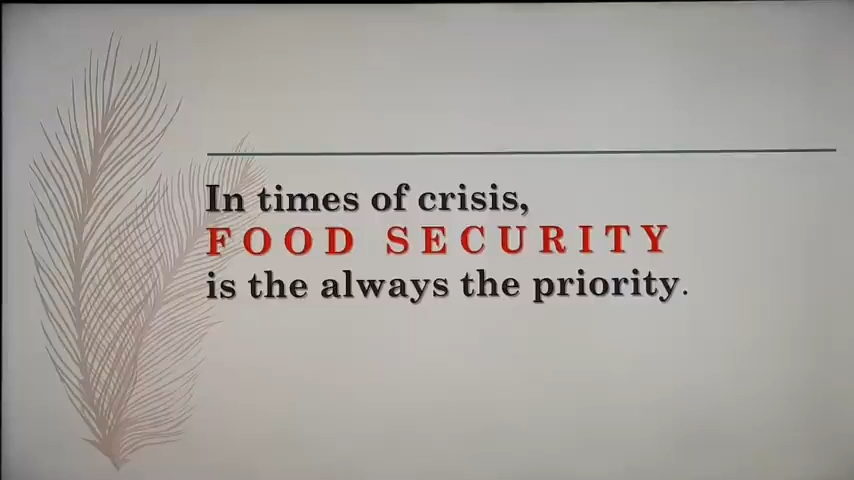 In times of crisis,
FOOD SECURITY
is the always the priority.